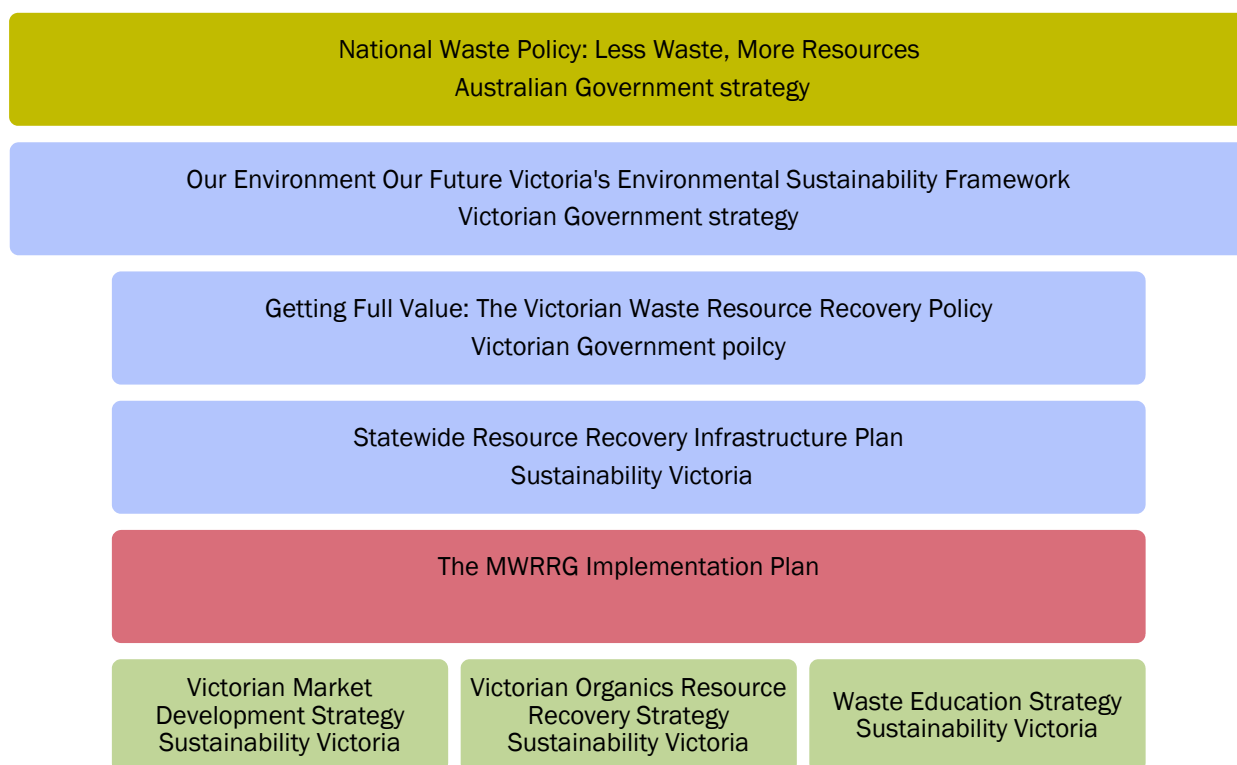 National Waste Policy: Less Waste, More Resources
Australian Government strategy
Our Environment Our Future Victoria's Environmental Sustainability Framework
Victorian Government strategy
Getting Full Value: The Victorian Waste Resource Recovery Policy
Victorian Government poilcy
Statewide Resource Recovery Infrastructure Plan
Sustainability Victoria
The MWRRG Implementation Plan
Victorian Market
Development Strategy
Sustainability Victoria
Victorian Organics Resource
Recovery Strategy
Sustainability Victoria
Waste Education Strategy
Sustainability Victoria